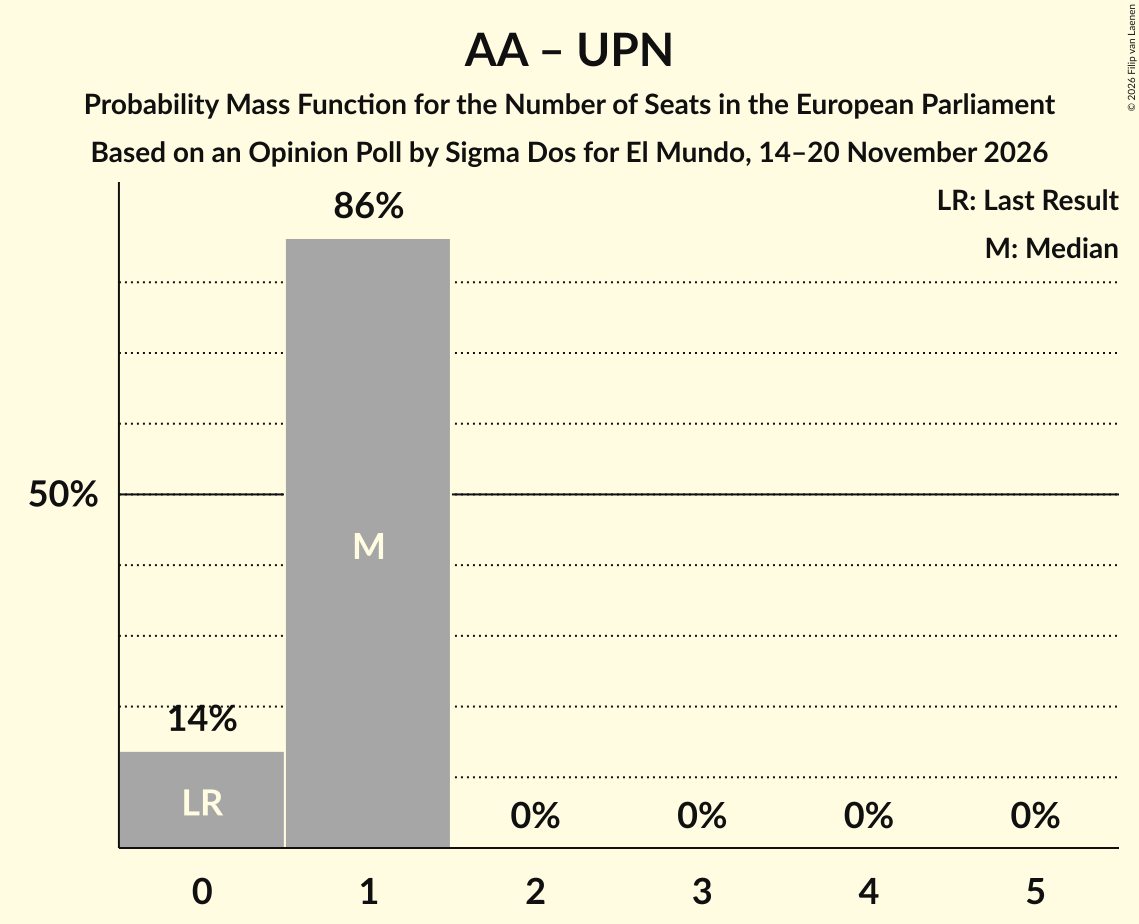 AA – UPN
Probability Mass Function for the Number of Seats in the European Parliament
Based on an Opinion Poll by Sigma Dos for El Mundo, 14–20 November 2026
© 2026 Filip van Laenen
LR: Last Result
M: Median
86%
50%
M
14%
LR
0% 0% 0% 0%
0 1 2 3 4 5